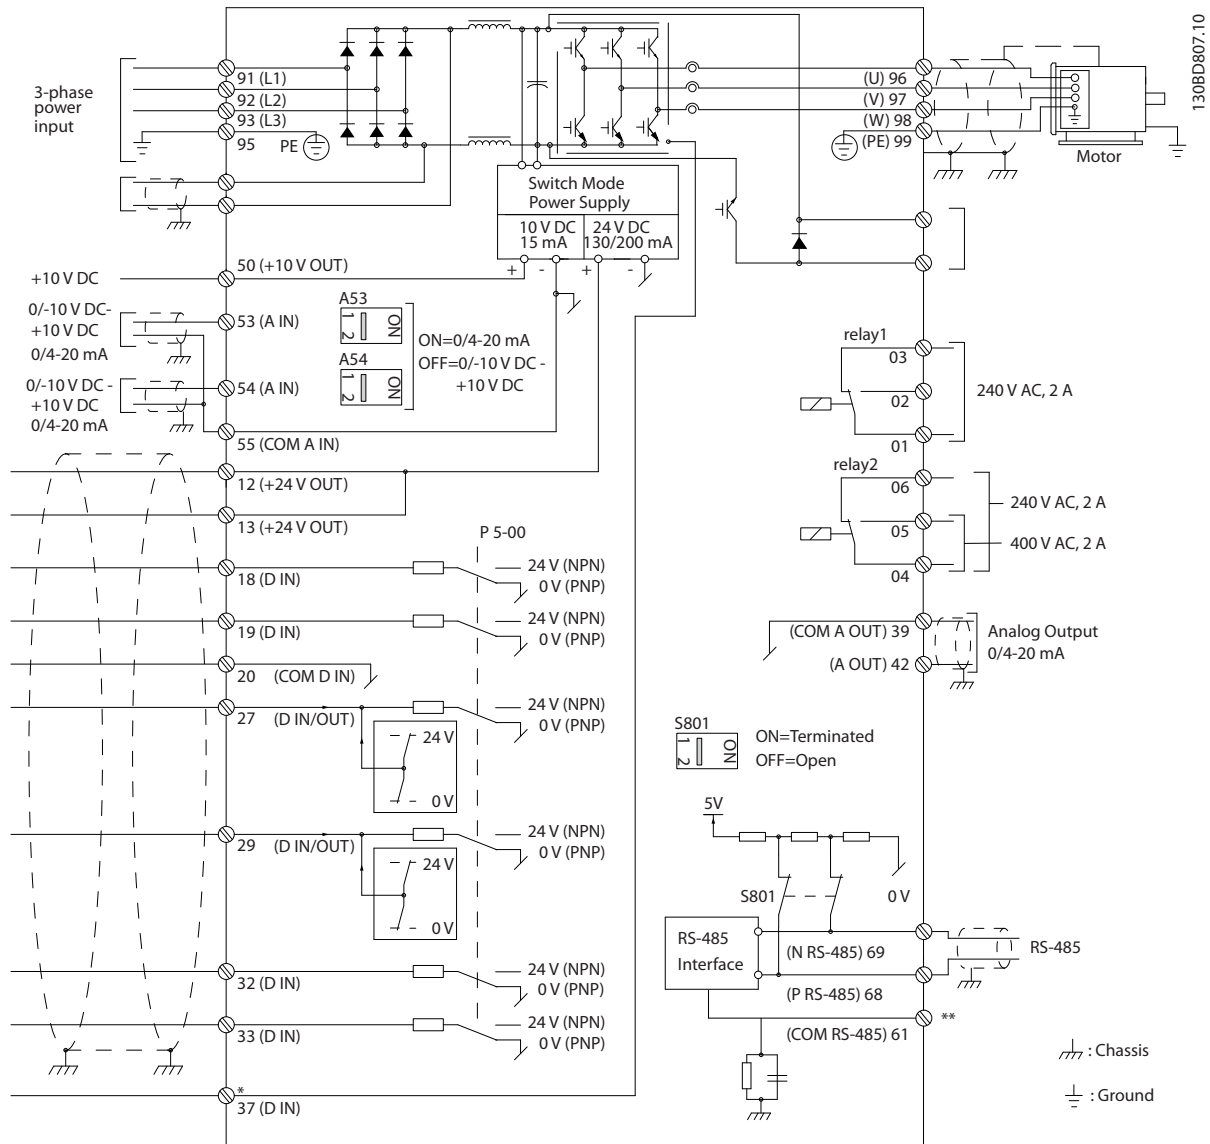 130BD807.10
3-phase
power
input
91 (L1)
92 (L2)
93 (L3)
95
PE
(U) 96
(V) 97
(W) 98
(PE) 99
Motor
Switch Mode
Power Supply
10 V DC
15 mA
24 V DC
130/200 mA
+
-
+
-
+10 V DC
50 (+10 V OUT)
0/-10 V DC-
+10 V DC
0/4-20 mA
53 (A IN)
0/-10 V DC -
+10 V DC
0/4-20 mA
54 (A IN)
55 (COM A IN)
A53
1 2
ON
A54
1 2
ON
ON=0/4-20 mA
OFF=0/-10 V DC -
+10 V DC
relay1
03
02
01
240 V AC, 2 A
relay2
06
05
04
240 V AC, 2 A
400 V AC, 2 A
12 (+24 V OUT)
13 (+24 V OUT)
P 5-00
18 (D IN)
24 V (NPN)
0 V (PNP)
19 (D IN)
24 V (NPN)
0 V (PNP)
20 (COM D IN)
27 (D IN/OUT)
24 V (NPN)
0 V (PNP)
24 V
0 V
29 (D IN/OUT)
24 V (NPN)
0 V (PNP)
24 V
0 V
32 (D IN)
24 V (NPN)
0 V (PNP)
33 (D IN)
24 V (NPN)
0 V (PNP)
*
37 (D IN)
(COM A OUT) 39
(A OUT) 42
Analog Output
0/4-20 mA
S801
1 2
ON
ON=Terminated
OFF=Open
5V
S801
0 V
RS-485
Interface
(N RS-485) 69
(P RS-485) 68
(COM RS-485) 61
RS-485
**
: Chassis
: Ground